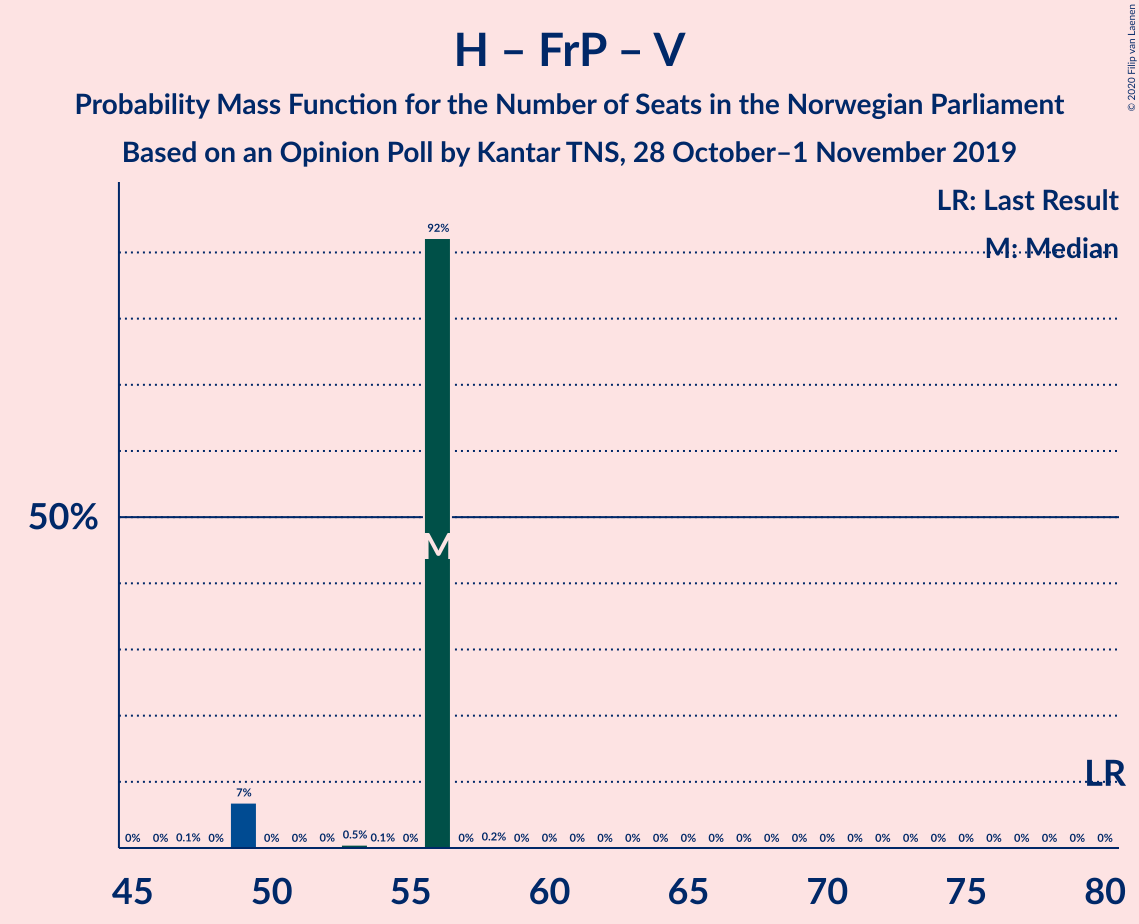 H – FrP – V
Probability Mass Function for the Number of Seats in the Norwegian Parliament
Based on an Opinion Poll by Kantar TNS, 28 October–1 November 2019
© 2020 Filip van Laenen
LR: Last Result
M: Median
92%
50%
M
LR
7%
0% 0% 0.1% 0% 0% 0% 0% 0.5% 0.1% 0% 0% 0.2% 0% 0% 0% 0% 0% 0% 0% 0% 0% 0% 0% 0% 0% 0% 0% 0% 0% 0% 0% 0% 0% 0%
45 50 55 60 65 70 75 80